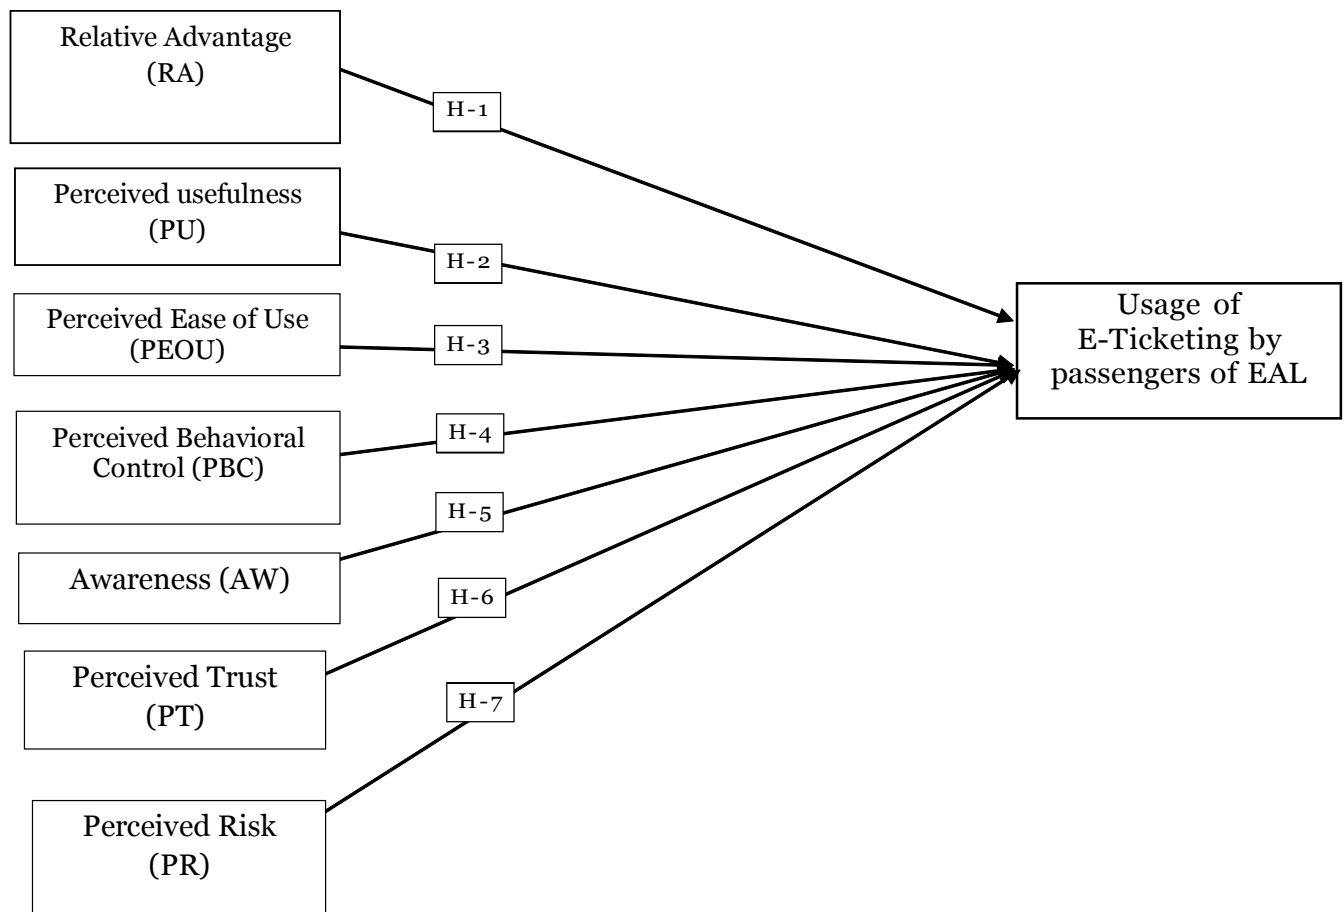 Relative Advantage
(RA)
H-1
Perceived usefulness
(PU)
H-2
Perceived Ease of Use
(PEOU)
H-3
Perceived Behavioral
Control (PBC)
H-4
Awareness (AW)
H-5
Perceived Trust
(PT)
H-6
Perceived Risk
(PR)
H-7
Usage of
E-Ticketing by
passengers of EAL